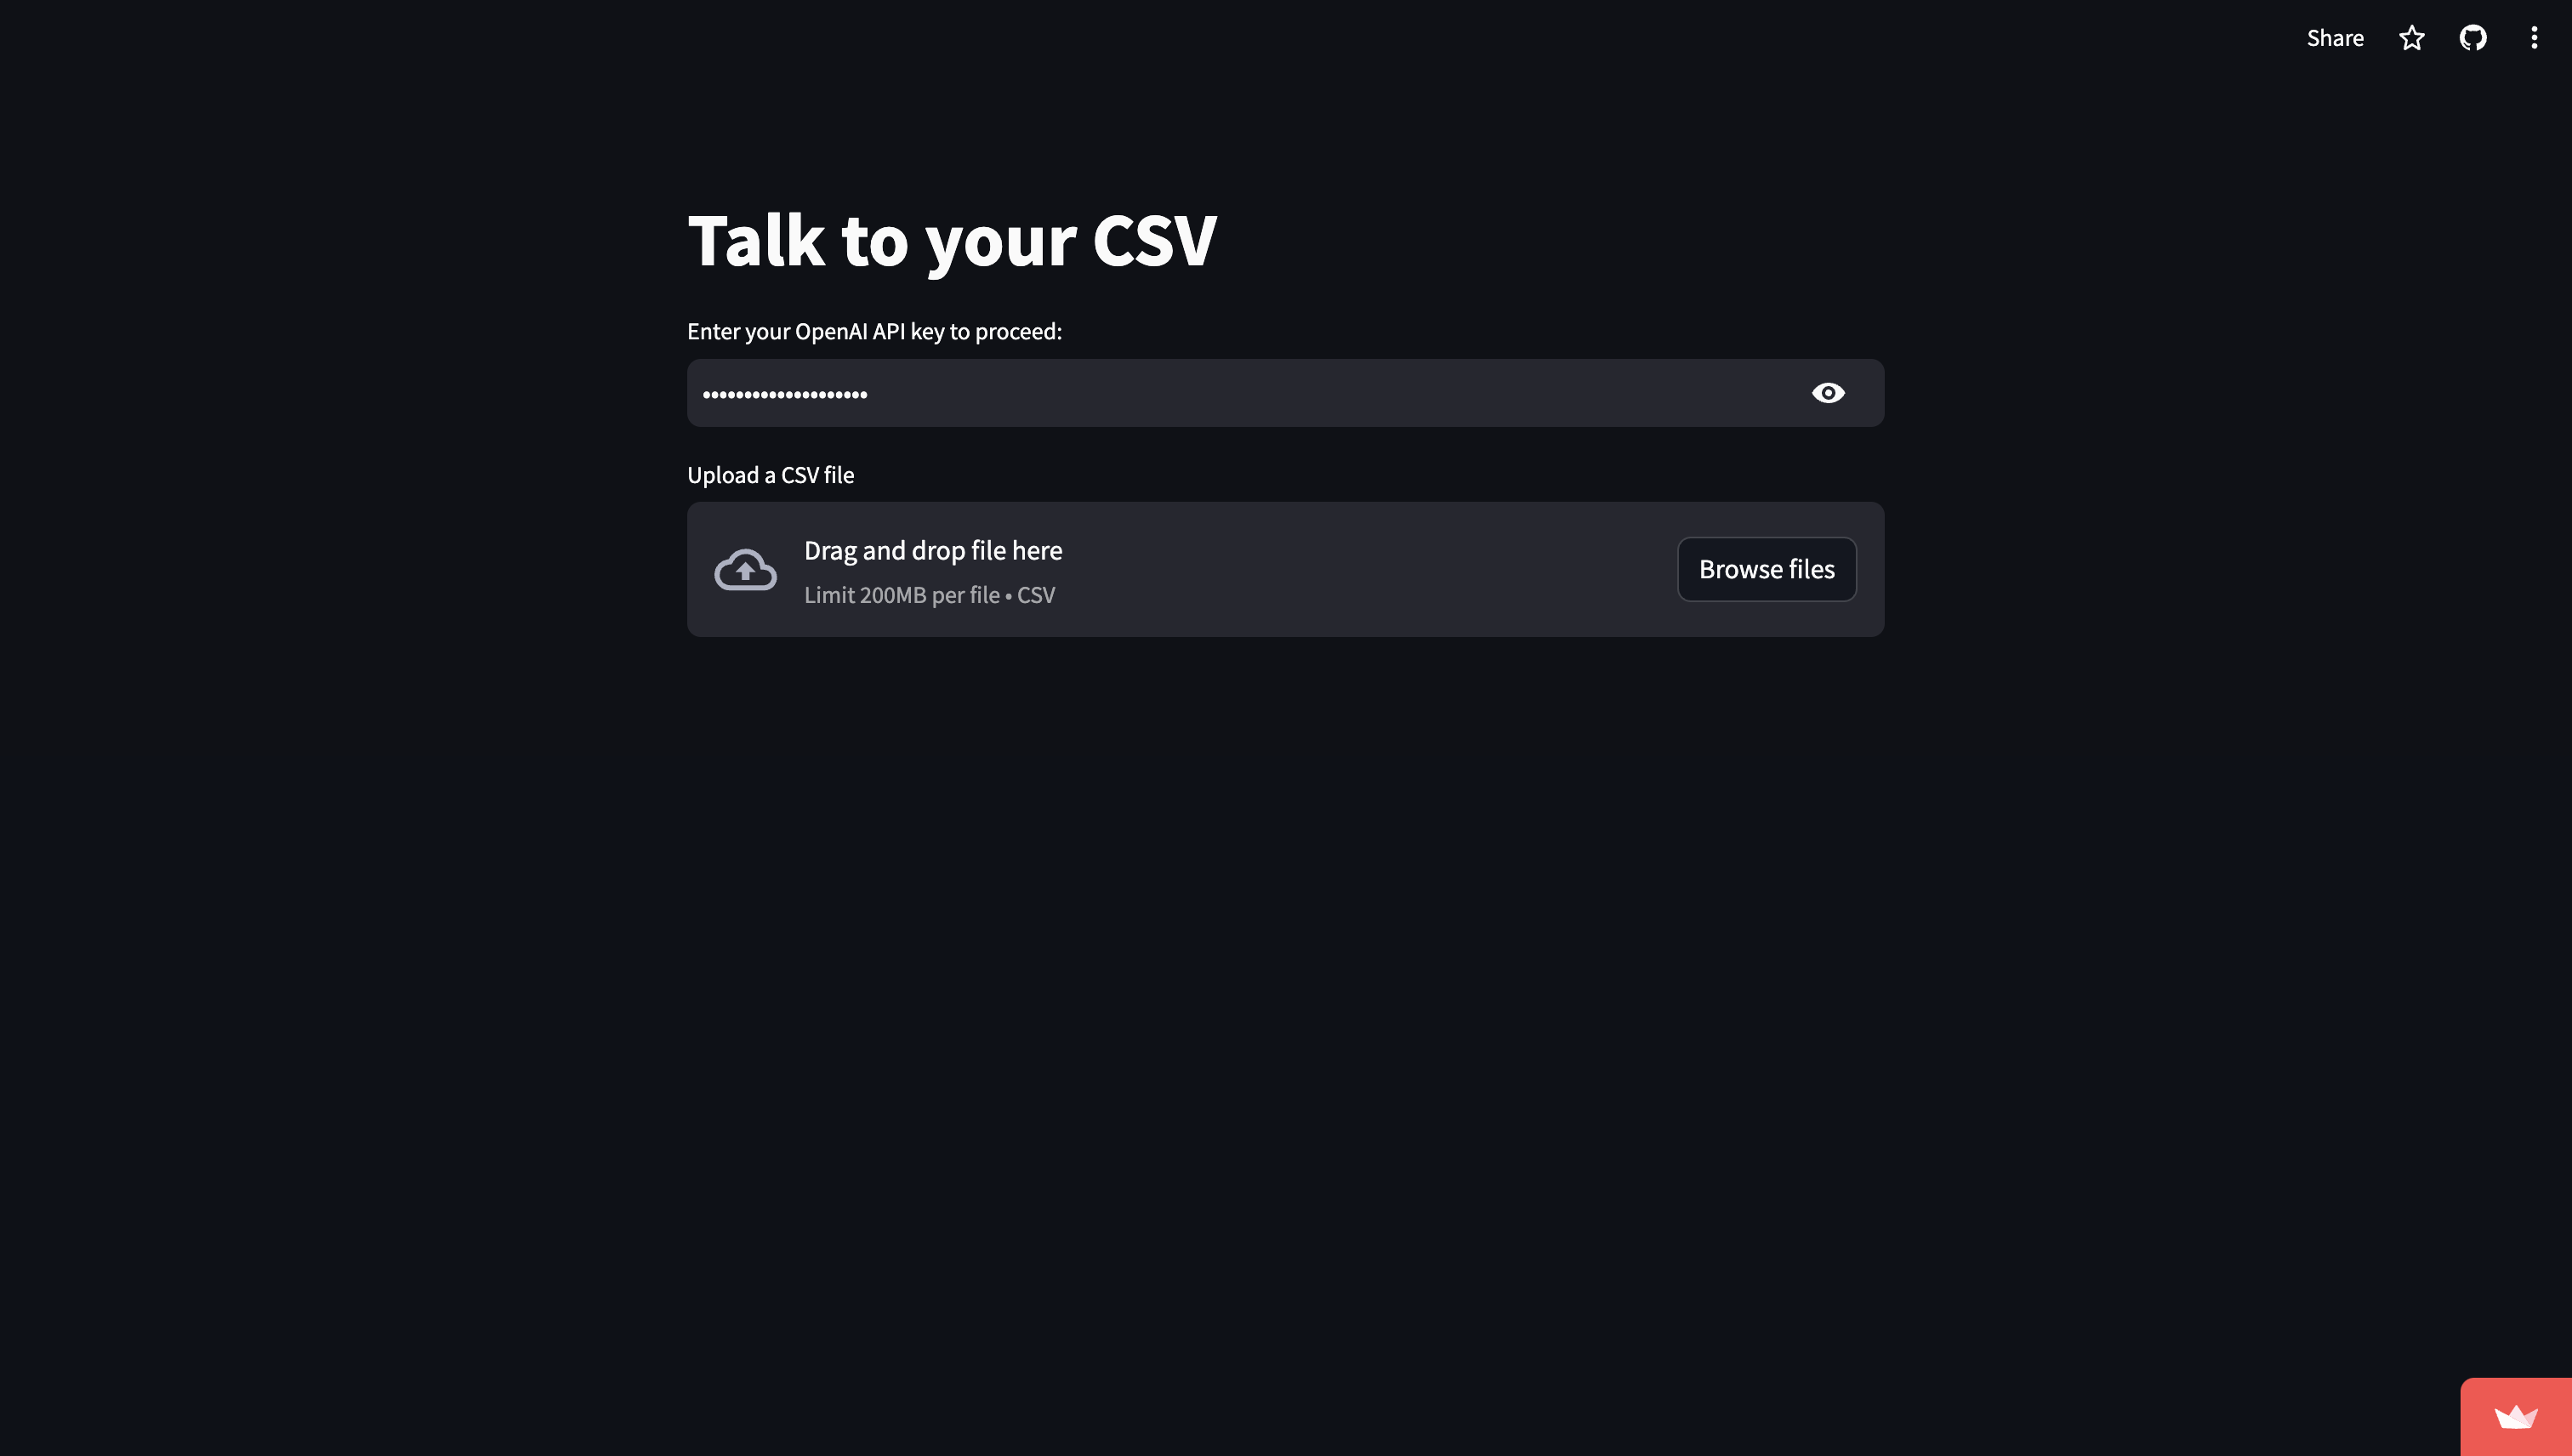 Share
Talk to your CSV
Enter your OpenAI API key to proceed:
••••••••••••••••••••
Upload a CSV file
Drag and drop file here
Limit 200MB per file • CSV
Browse files